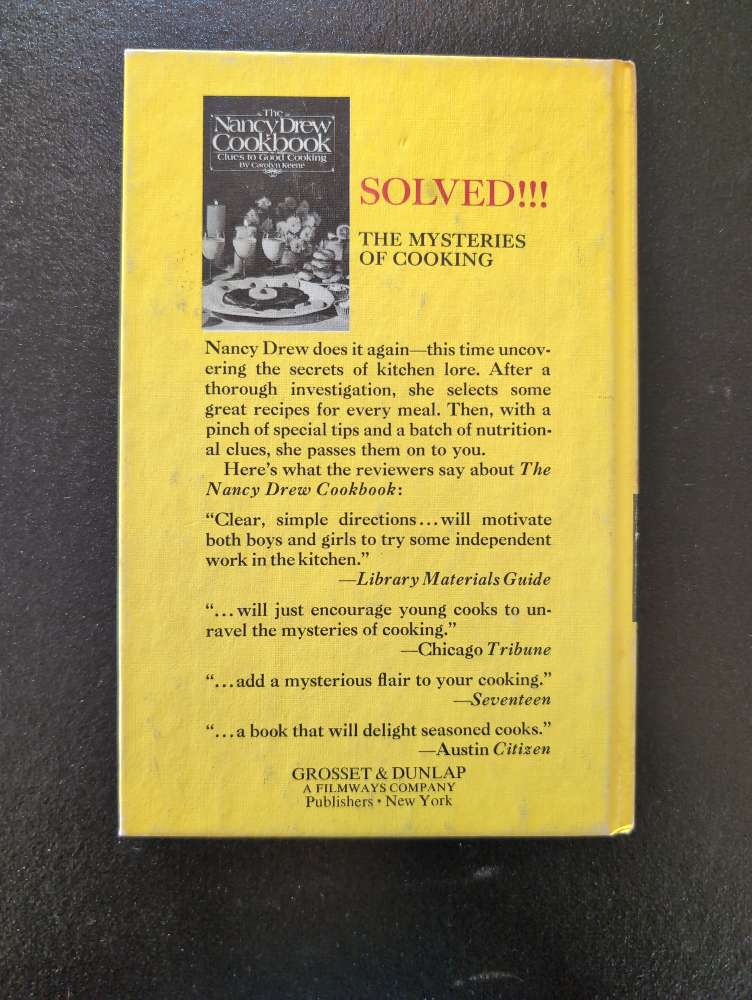 The
Nancy Drew
Cookbook
Clues to Good Cooking
By Carolyn Keene
SOLVED!!!
THE MYSTERIES
OF COOKING
Nancy Drew does it again—this time uncov-
ering the secrets of kitchen lore. After a
thorough investigation, she selects some
great recipes for every meal. Then, with a
pinch of special tips and a batch of nutrition-
al clues, she passes them on to you.
Here's what the reviewers say about The
Nancy Drew Cookbook:
“Clear, simple directions...will motivate
both boys and girls to try some independent
work in the kitchen.”
—Library Materials Guide
“...will just encourage young cooks to un-
ravel the mysteries of cooking.”
—Chicago Tribune
“...add a mysterious flair to your cooking.”
—Seventeen
“...a book that will delight seasoned cooks.”
—Austin Citizen
GROSSET & DUNLAP
A FILMWAYS COMPANY
Publishers • New York